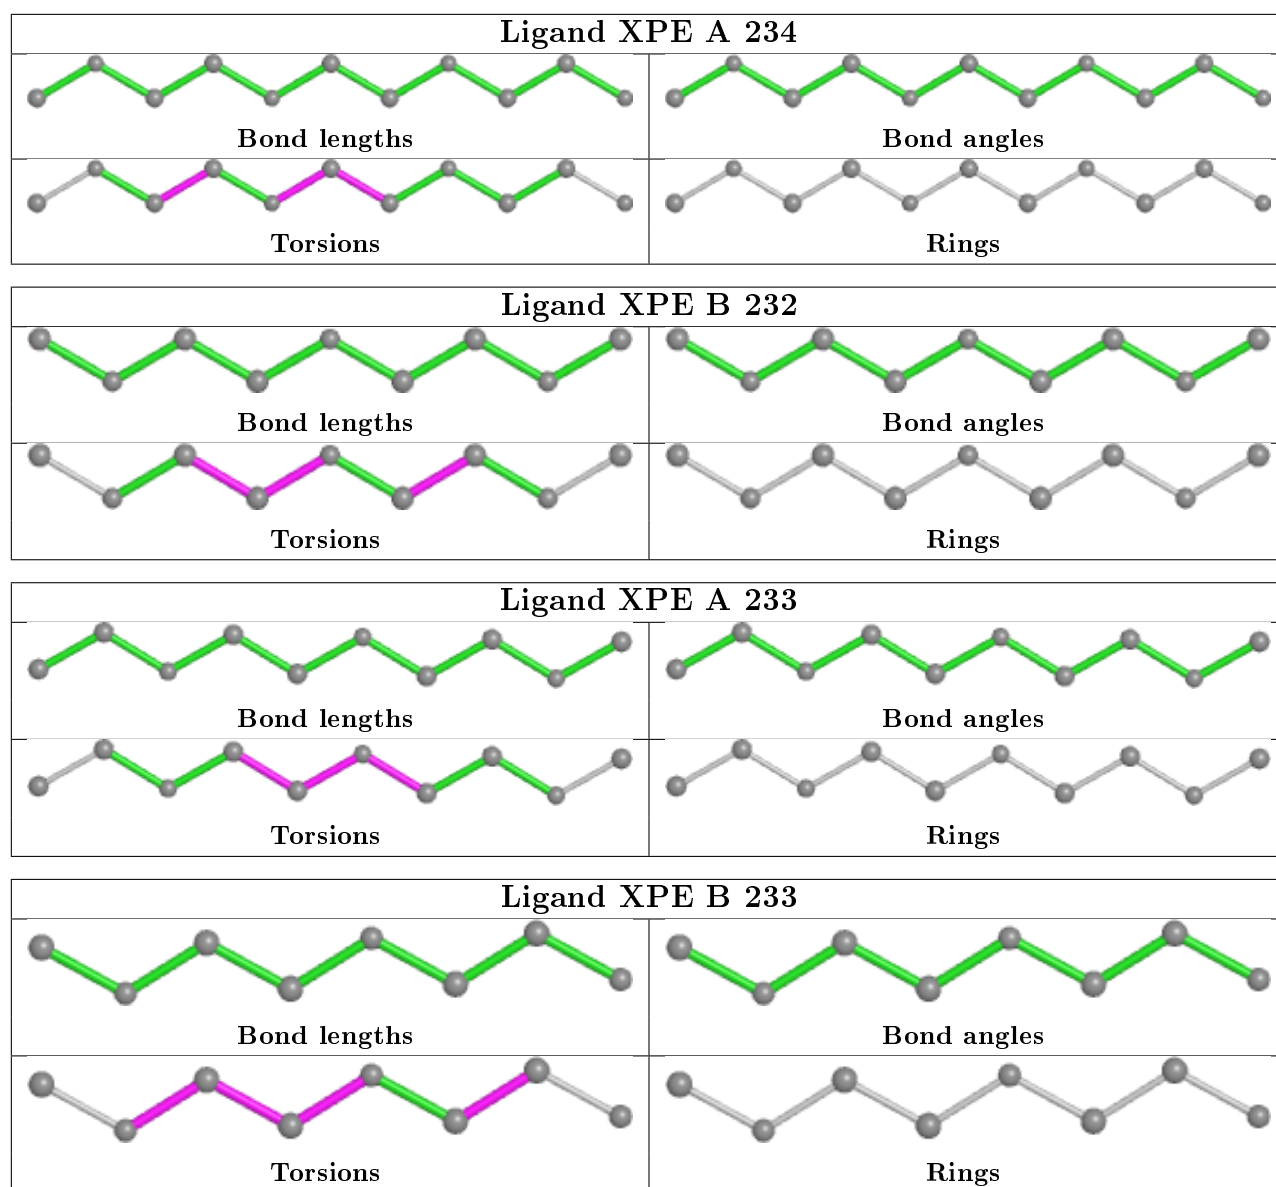 Ligand XPE A 234
Bond lengths
Bond angles
Torsions
Rings
Ligand XPE B 232
Bond lengths
Bond angles
Torsions
Rings
Ligand XPE A 233
Bond lengths
Bond angles
Torsions
Rings
Ligand XPE B 233
Bond lengths
Bond angles
Torsions
Rings